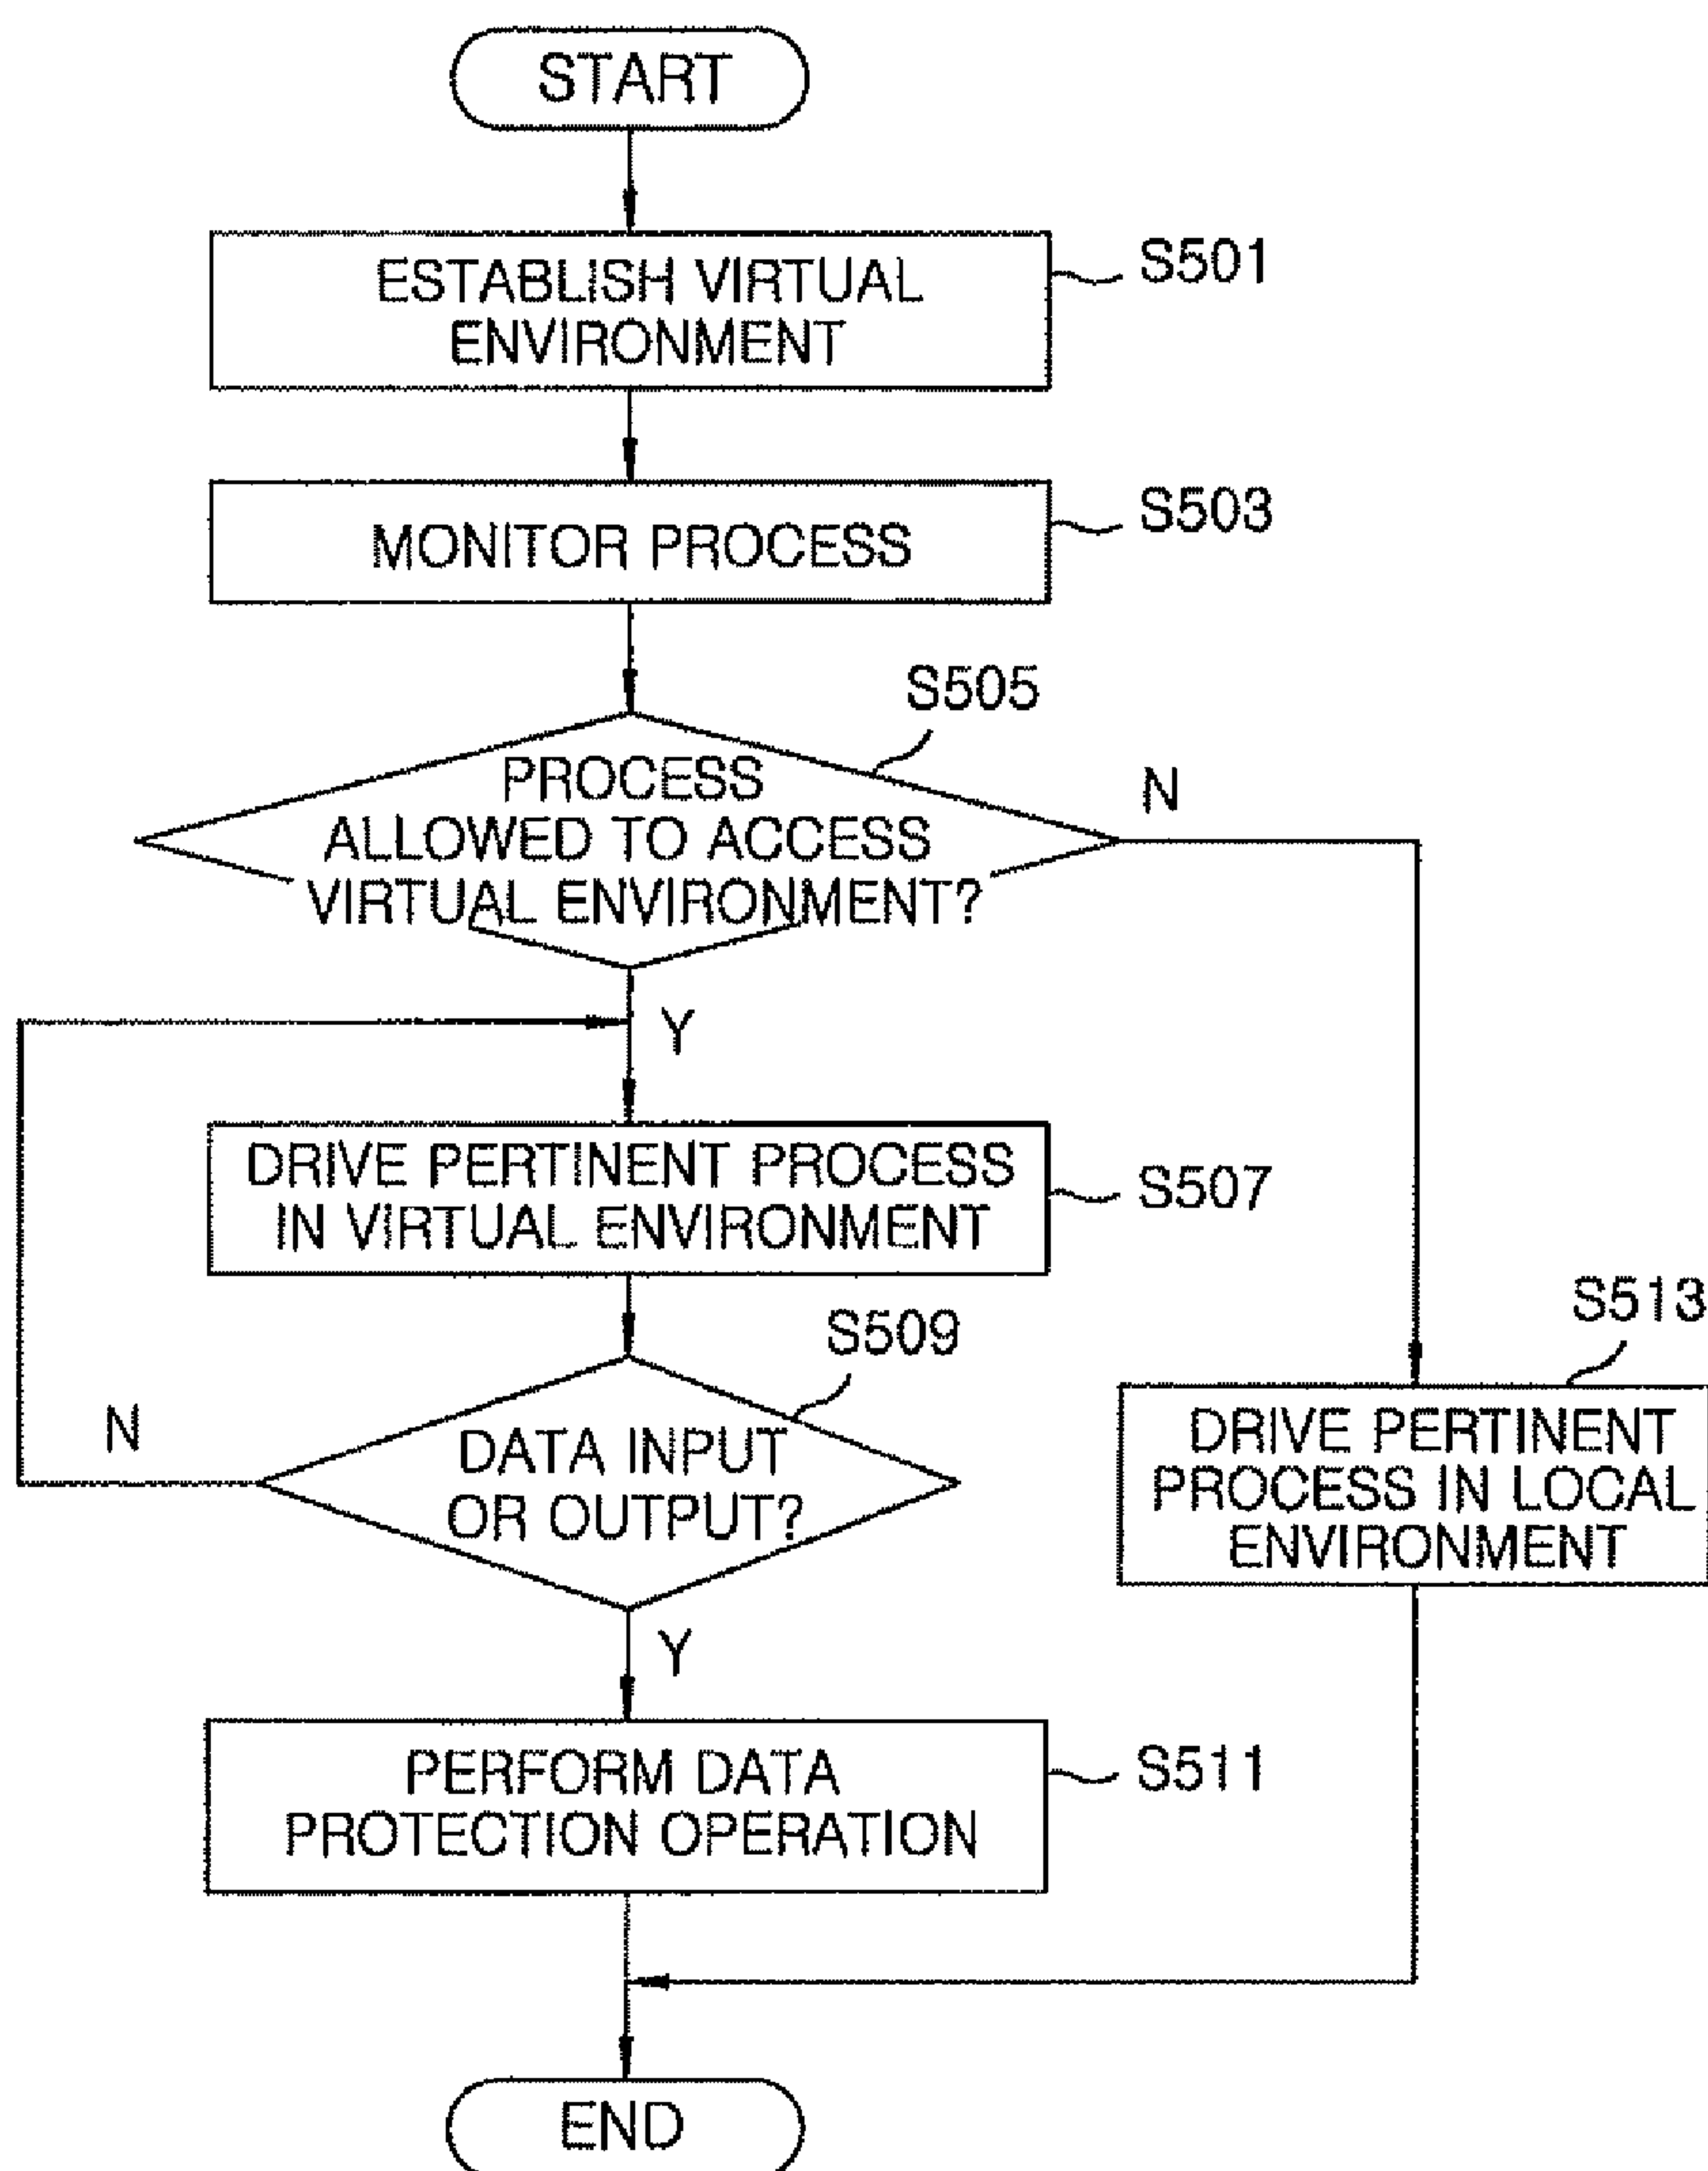 START
ESTABLISH VIRTUAL
ENVIRONMENT
S501
MONITOR PROCESS
S503
S505
PROCESS
ALLOWED TO ACCESS
VIRTUAL ENVIRONMENT?
N
Y
DRIVE PERTINENT PROCESS
IN VIRTUAL ENVIRONMENT
S507
S509
DATA INPUT
OR OUTPUT?
N
Y
S513
DRIVE PERTINENT
PROCESS IN LOCAL
ENVIRONMENT
PERFORM DATA
PROTECTION OPERATION
S511
END